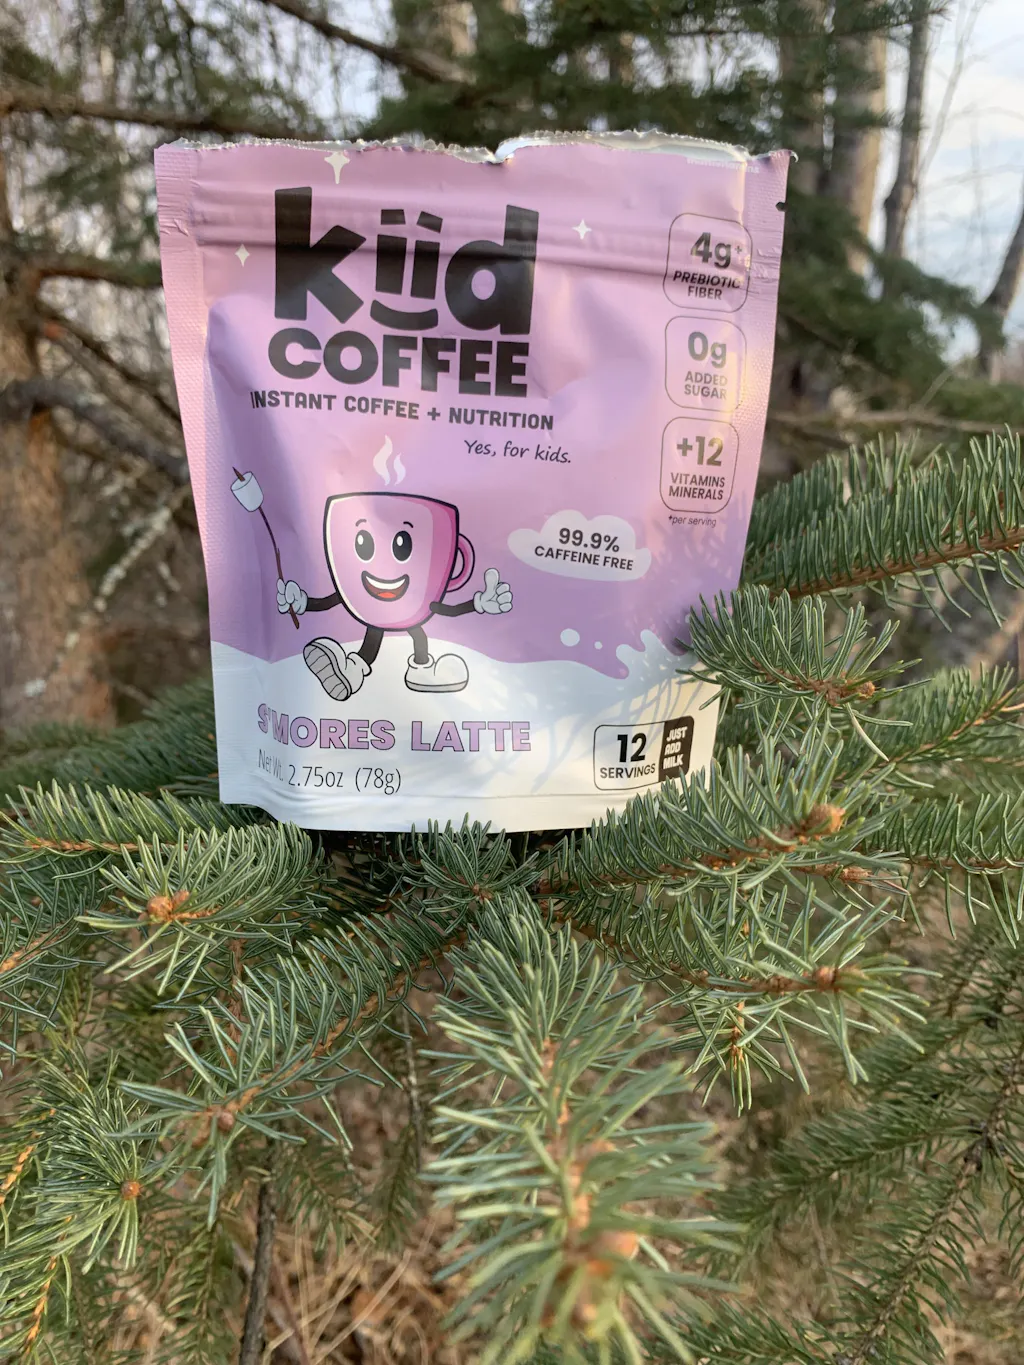 kiid
COFFEE
INSTANT COFFEE + NUTRITION
Yes, for kids.
4g*
PREBIOTIC
FIBER
0g
ADDED
SUGAR
+12
VITAMINS
MINERALS
*per serving
99.9%
CAFFEINE FREE
S'MORES LATTE
Net Wt. 2.75oz (78g)
12
SERVINGS
JUST
ADD
MILK